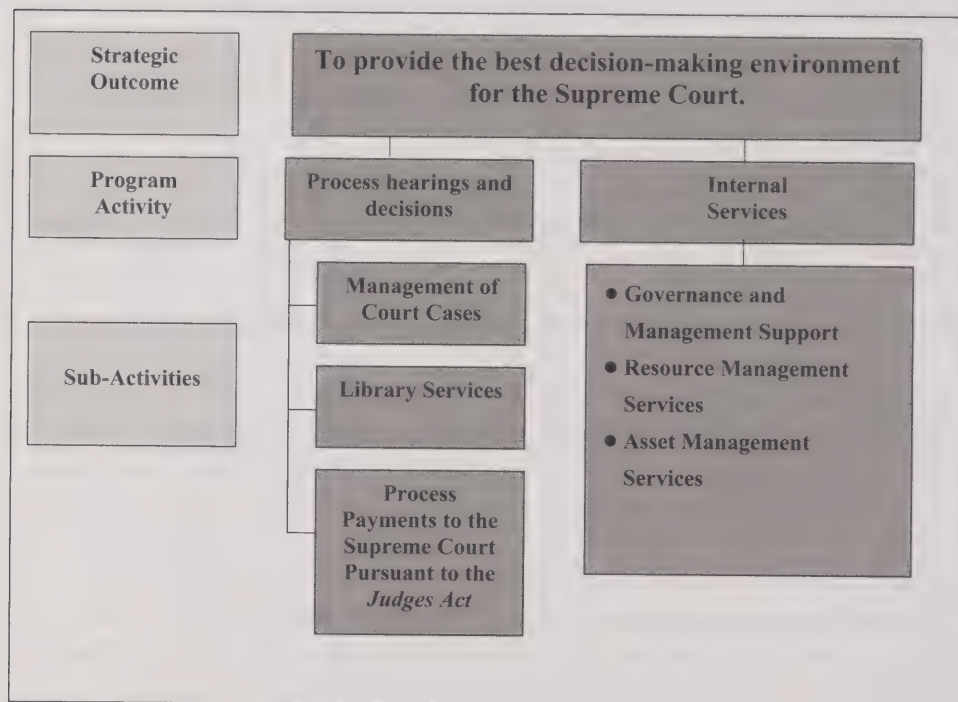 Strategic
Outcome
To provide the best decision-making environment
for the Supreme Court.
Program
Activity
Process hearings and
decisions
Internal
Services
Sub-Activities
Management of
Court Cases
Library Services
Process
Payments to the
Supreme Court
Pursuant to the
Judges Act
● Governance and
Management Support
● Resource Management
Services
● Asset Management
Services